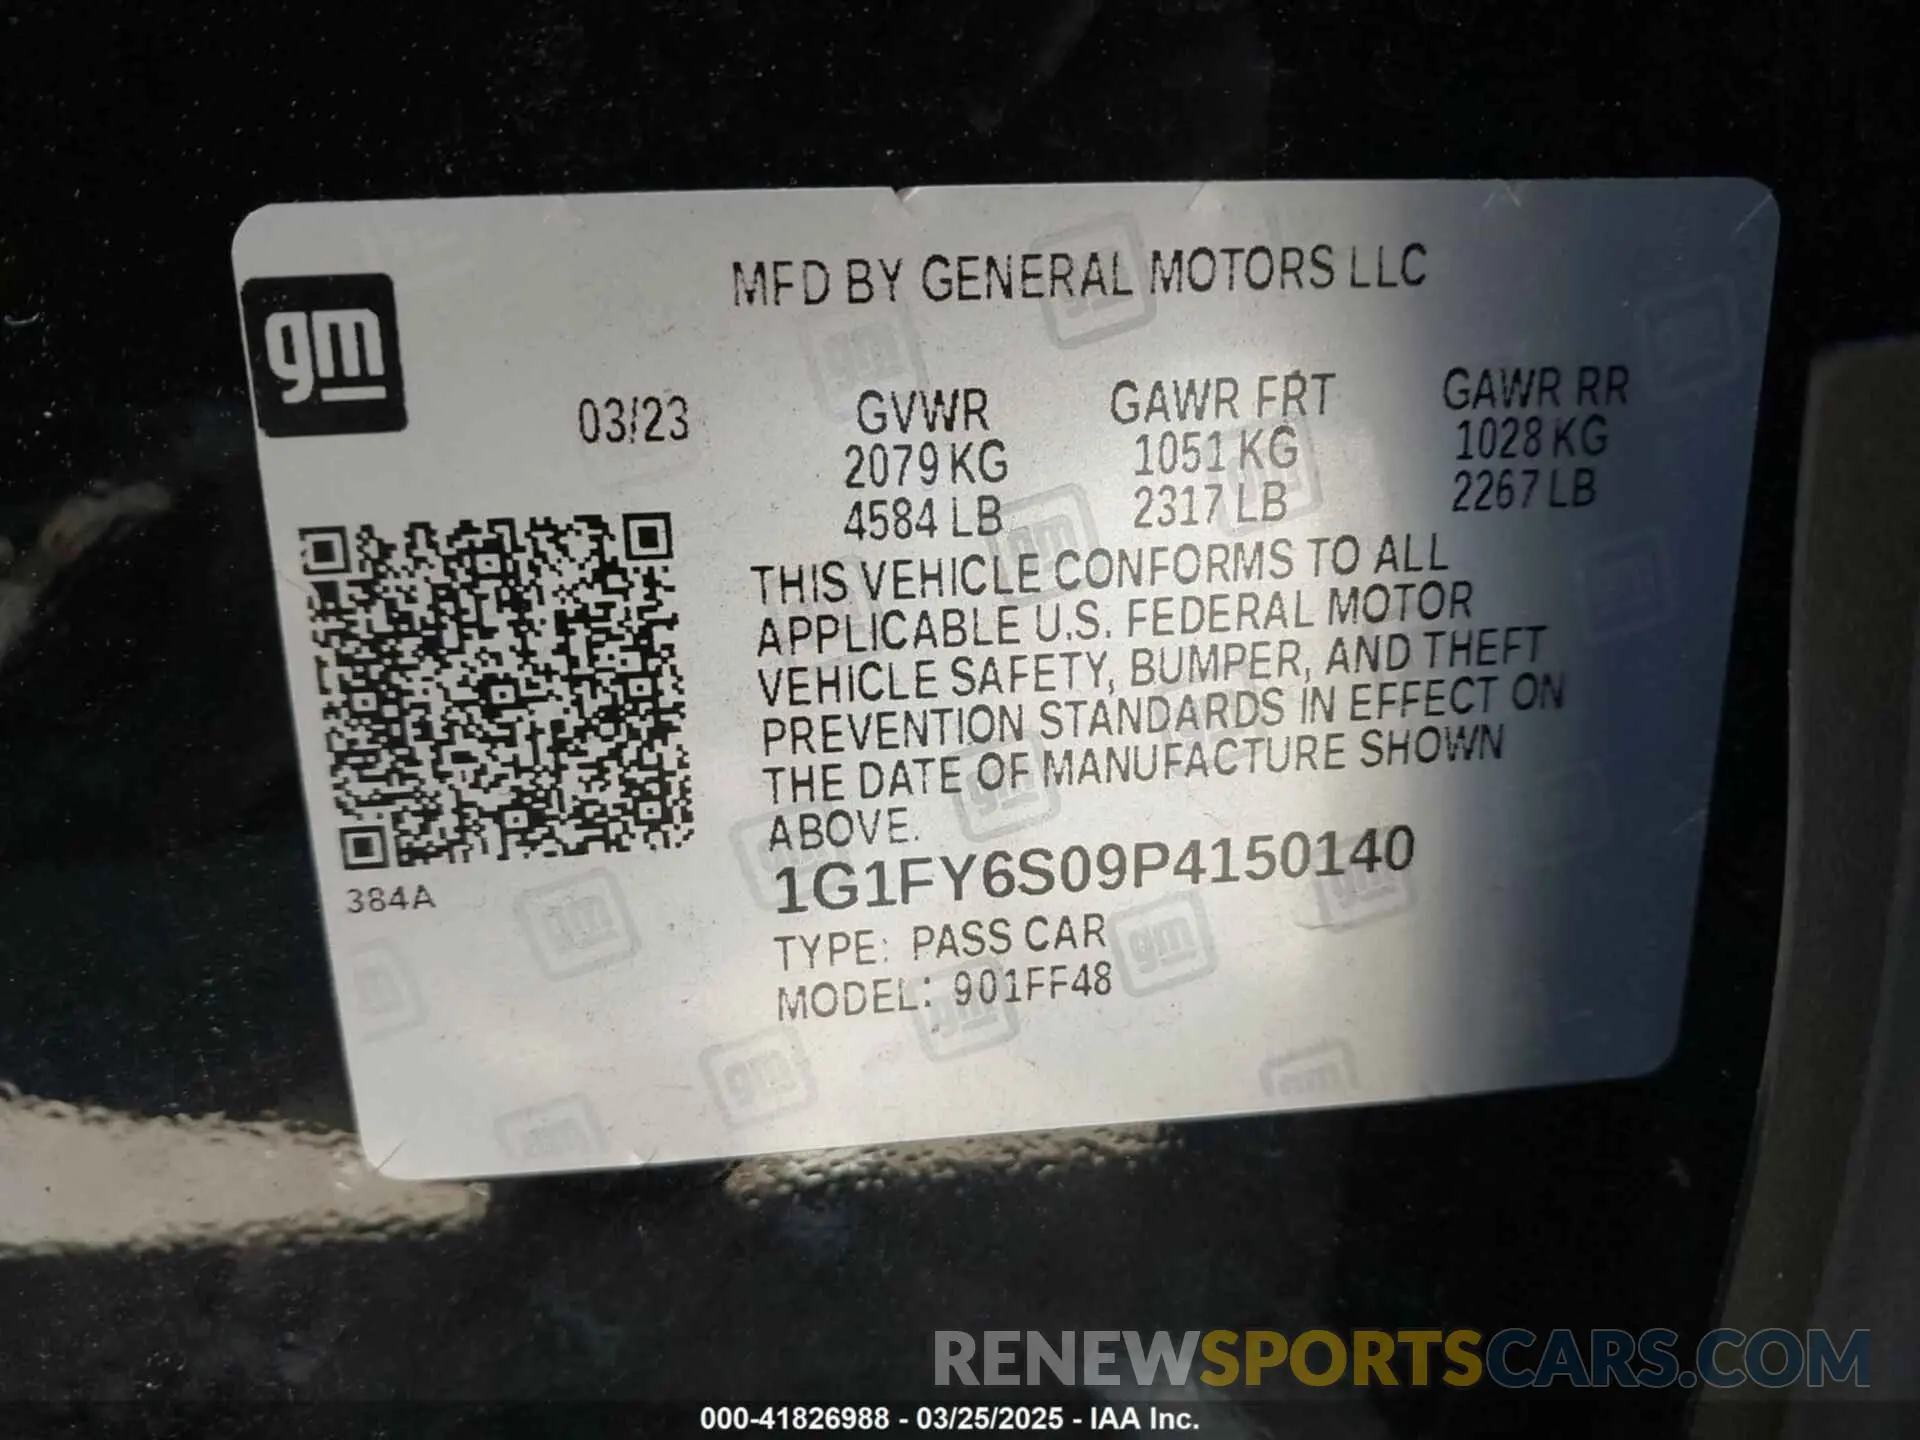 MFD BY GENERAL MOTORS LLC
gm
03/23
GVWR
2079 KG
4584 LB
GAWR FRT
1051 KG
2317 LB
GAWR RR
1028 KG
2267 LB
THIS VEHICLE CONFORMS TO ALL
APPLICABLE U.S. FEDERAL MOTOR
VEHICLE SAFETY, BUMPER, AND THEFT
PREVENTION STANDARDS IN EFFECT ON
THE DATE OF MANUFACTURE SHOWN
ABOVE.
384A
1G1FY6S09P4150140
TYPE: PASS CAR
MODEL: 901FF48
RENEWSPORTSCARS.COM
000-41826988 - 03/25/2025 - IAA Inc.